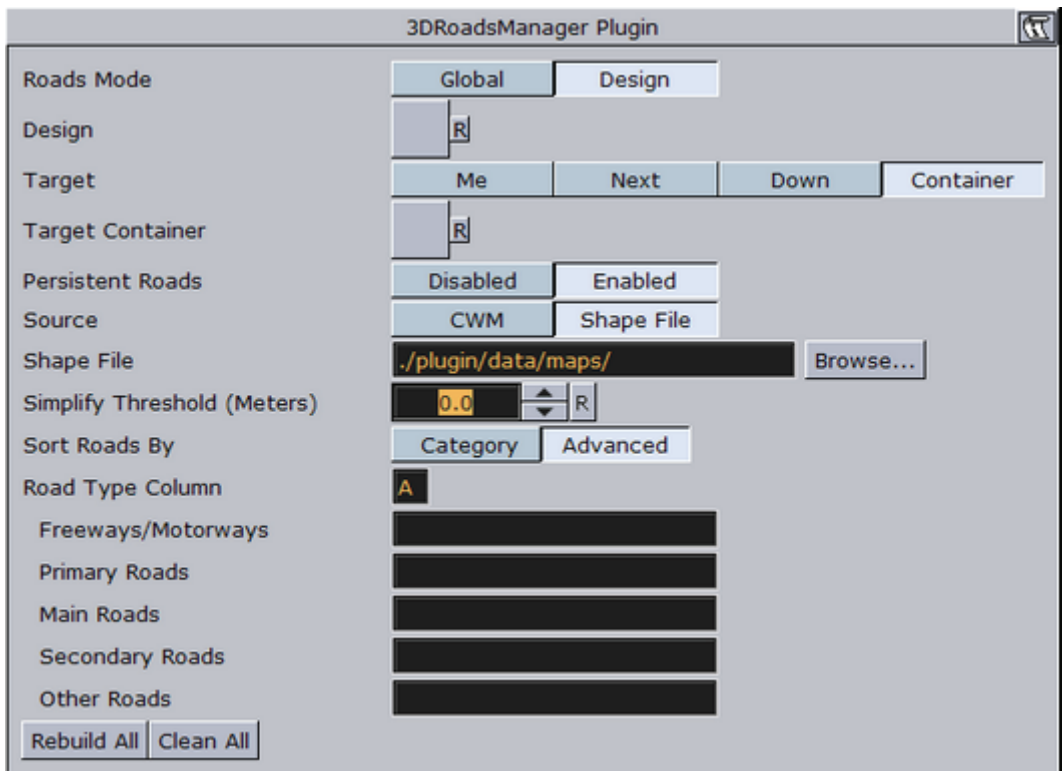 3DRoadsManager Plugin
Roads Mode Global Design
Design R
Target Me Next Down Container
Target Container R
Persistent Roads Disabled Enabled
Source CWM Shape File
Shape File ./plugin/data/maps/ Browse...
Simplify Threshold (Meters) 0.0 R
Sort Roads By Category Advanced
Road Type Column A
Freeways/Motorways
Primary Roads
Main Roads
Secondary Roads
Other Roads
Rebuild All Clean All